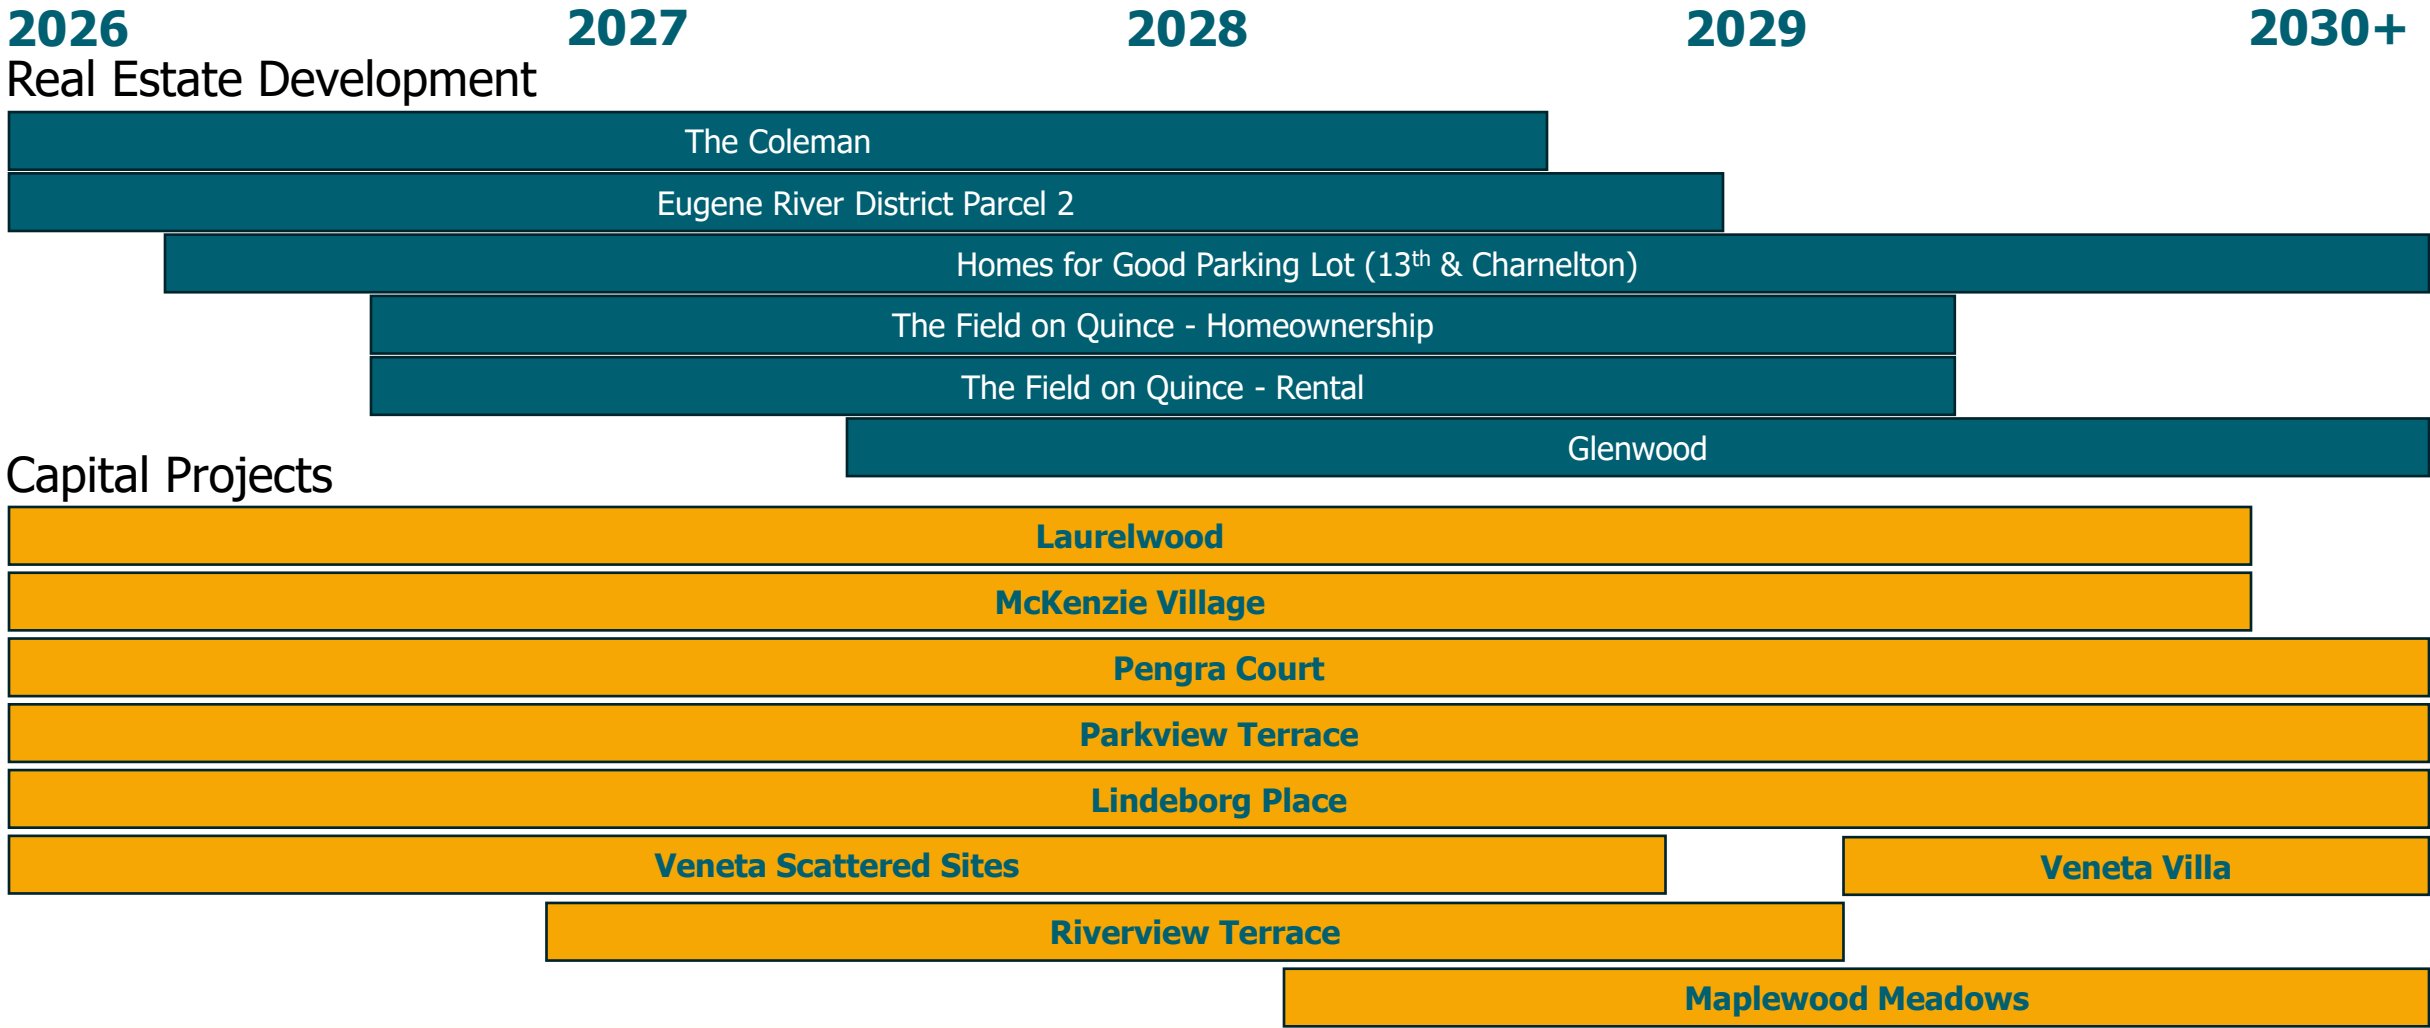 2026 2027 2028 2029 2030+
Real Estate Development
The Coleman
Eugene River District Parcel 2
Homes for Good Parking Lot (13th & Charnelton)
The Field on Quince - Homeownership
The Field on Quince - Rental
Glenwood
Capital Projects
Laurelwood
McKenzie Village
Pengra Court
Parkview Terrace
Lindeborg Place
Veneta Scattered Sites Veneta Villa
Riverview Terrace
Maplewood Meadows